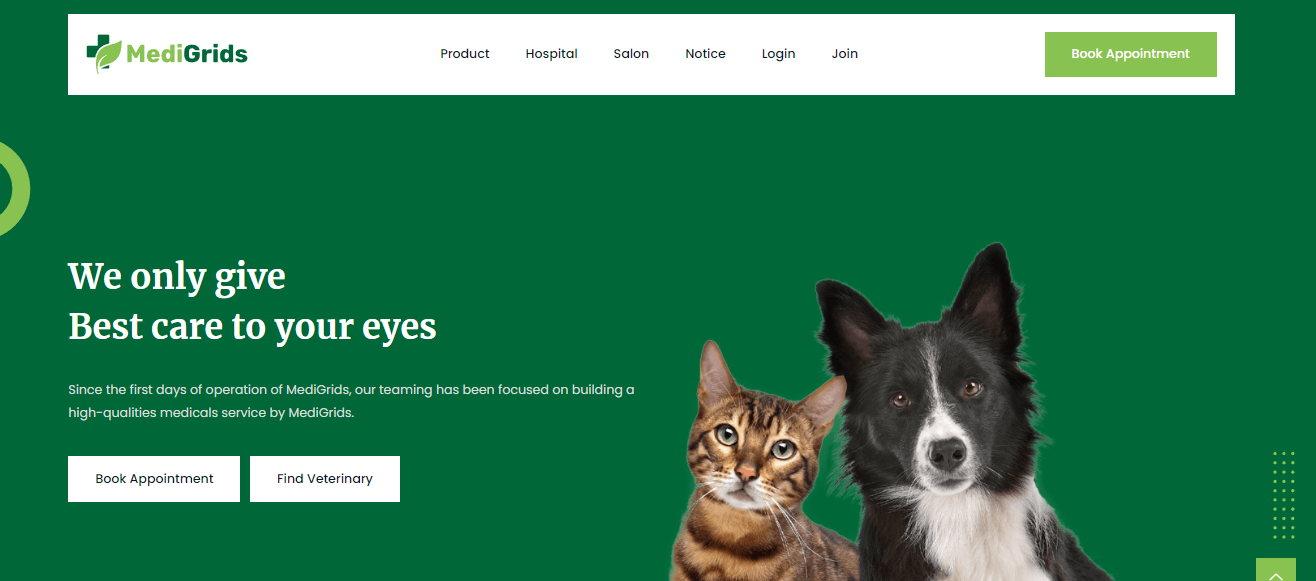 MediGrids
Product
Hospital
Salon
Notice
Login
Join
Book Appointment
We only give
Best care to your eyes
Since the first days of operation of MediGrids, our teaming has been focused on building a
high-qualities medicals service by MediGrids.
Book Appointment
Find Veterinary